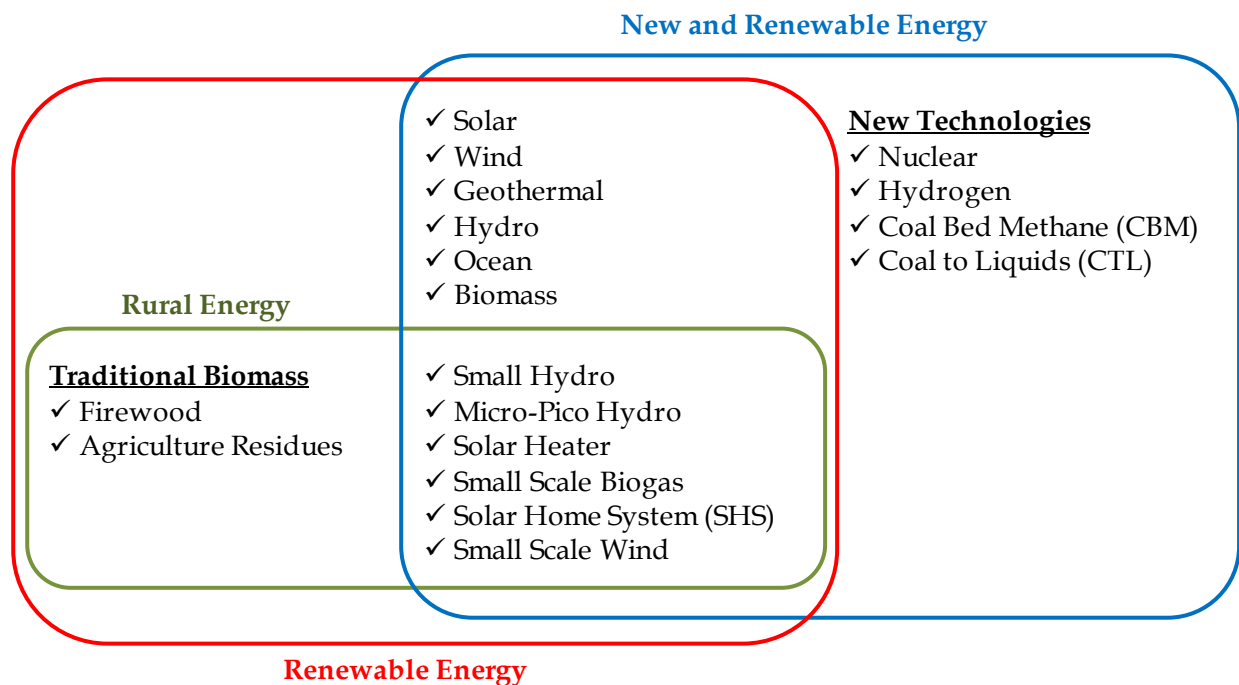 New and Renewable Energy
✓ Solar
✓ Wind
✓ Geothermal
✓ Hydro
✓ Ocean
✓ Biomass
New Technologies
✓ Nuclear
✓ Hydrogen
✓ Coal Bed Methane (CBM)
✓ Coal to Liquids (CTL)
Rural Energy
Traditional Biomass
✓ Firewood
✓ Agriculture Residues
✓ Small Hydro
✓ Micro-Pico Hydro
✓ Solar Heater
✓ Small Scale Biogas
✓ Solar Home System (SHS)
✓ Small Scale Wind
Renewable Energy